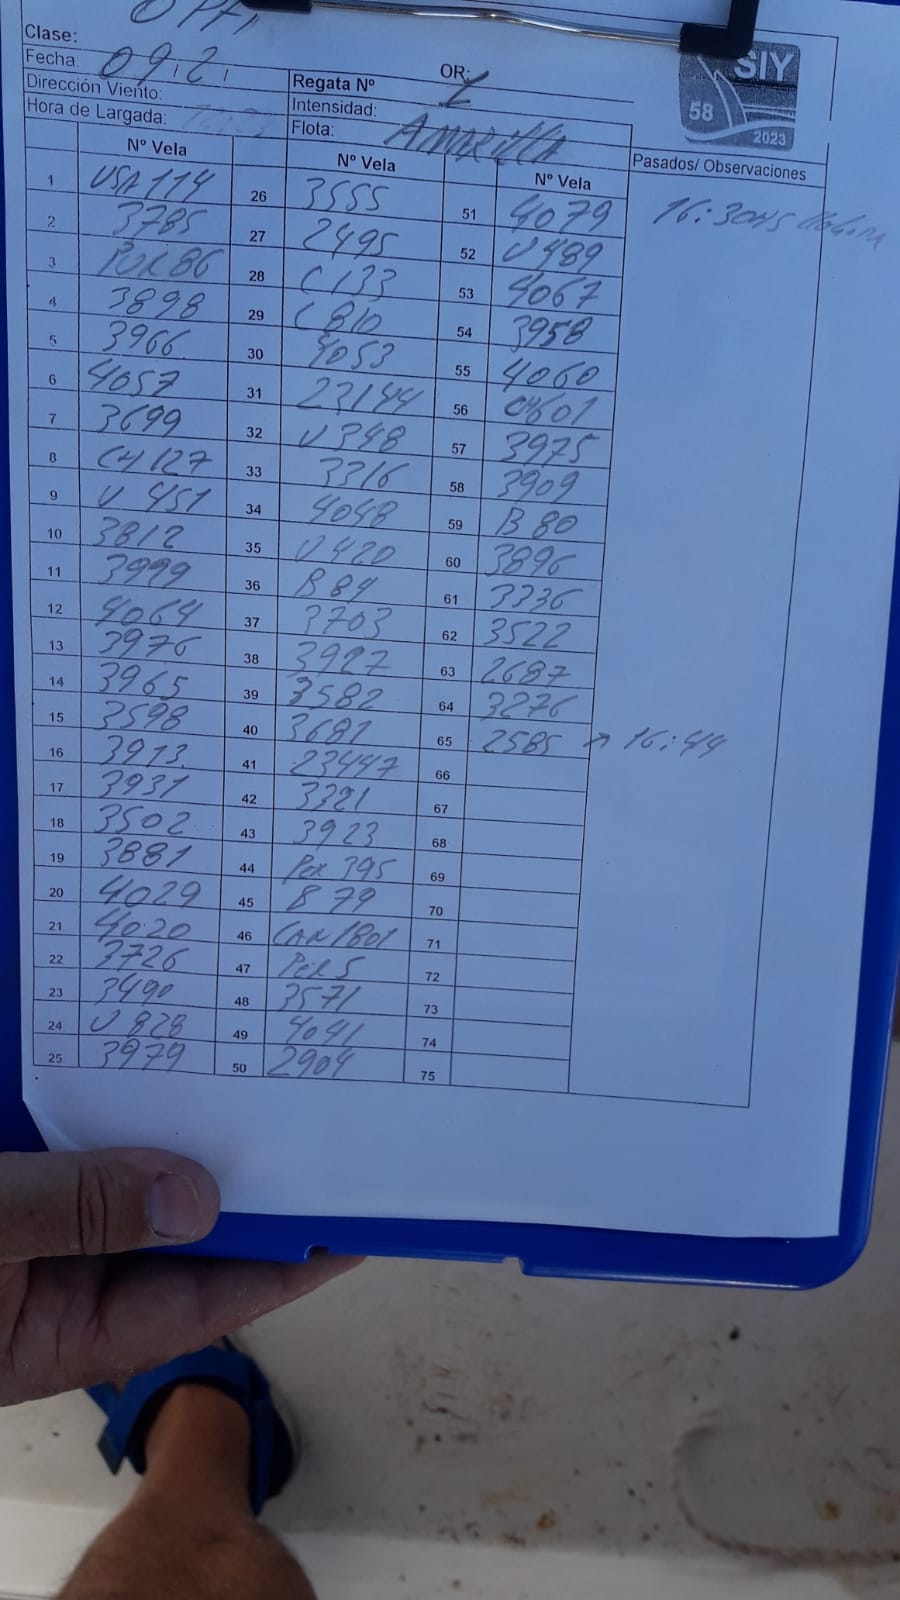 Clase: OPTI
SIY
58
2023
Fecha: 09.2.
Regata Nº
OR:
Dirección Viento:
Intensidad:
Hora de Largada:
Flota: AMARILLA
Nº Vela Nº Vela Nº Vela Pasados/ Observaciones
1 USA 114 26 3555 51 4079 16:30
2 3785 27 2495 52 U 489
3 POR 86 28 C 133 53 4067
4 3898 29 C 810 54 3958
5 3966 30 4053 55 4060
6 4057 31 23144 56
7 3699 32 U 348 57 3975
8 CH 127 33 3316 58 3909
9 U 451 34 4048 59 B 80
10 3812 35 U 420 60 3896
11 3999 36 B 84 61 3336
12 4064 37 3703 62 3522
13 3976 38 3927 63 2687
14 3965 39 3582 64 3276
15 3598 40 3681 65 2585 → 16:44
16 3913 41 23447 66
17 3931 42 3321 67
18 3502 43 3923 68
19 3881 44 PER 395 69
20 4029 45 B 79 70
21 4020 46 CAN 1801 71
22 3726 47 PER 5 72
23 3490 48 3571 73
24 U 828 49 4041 74
25 3979 50 2904 75